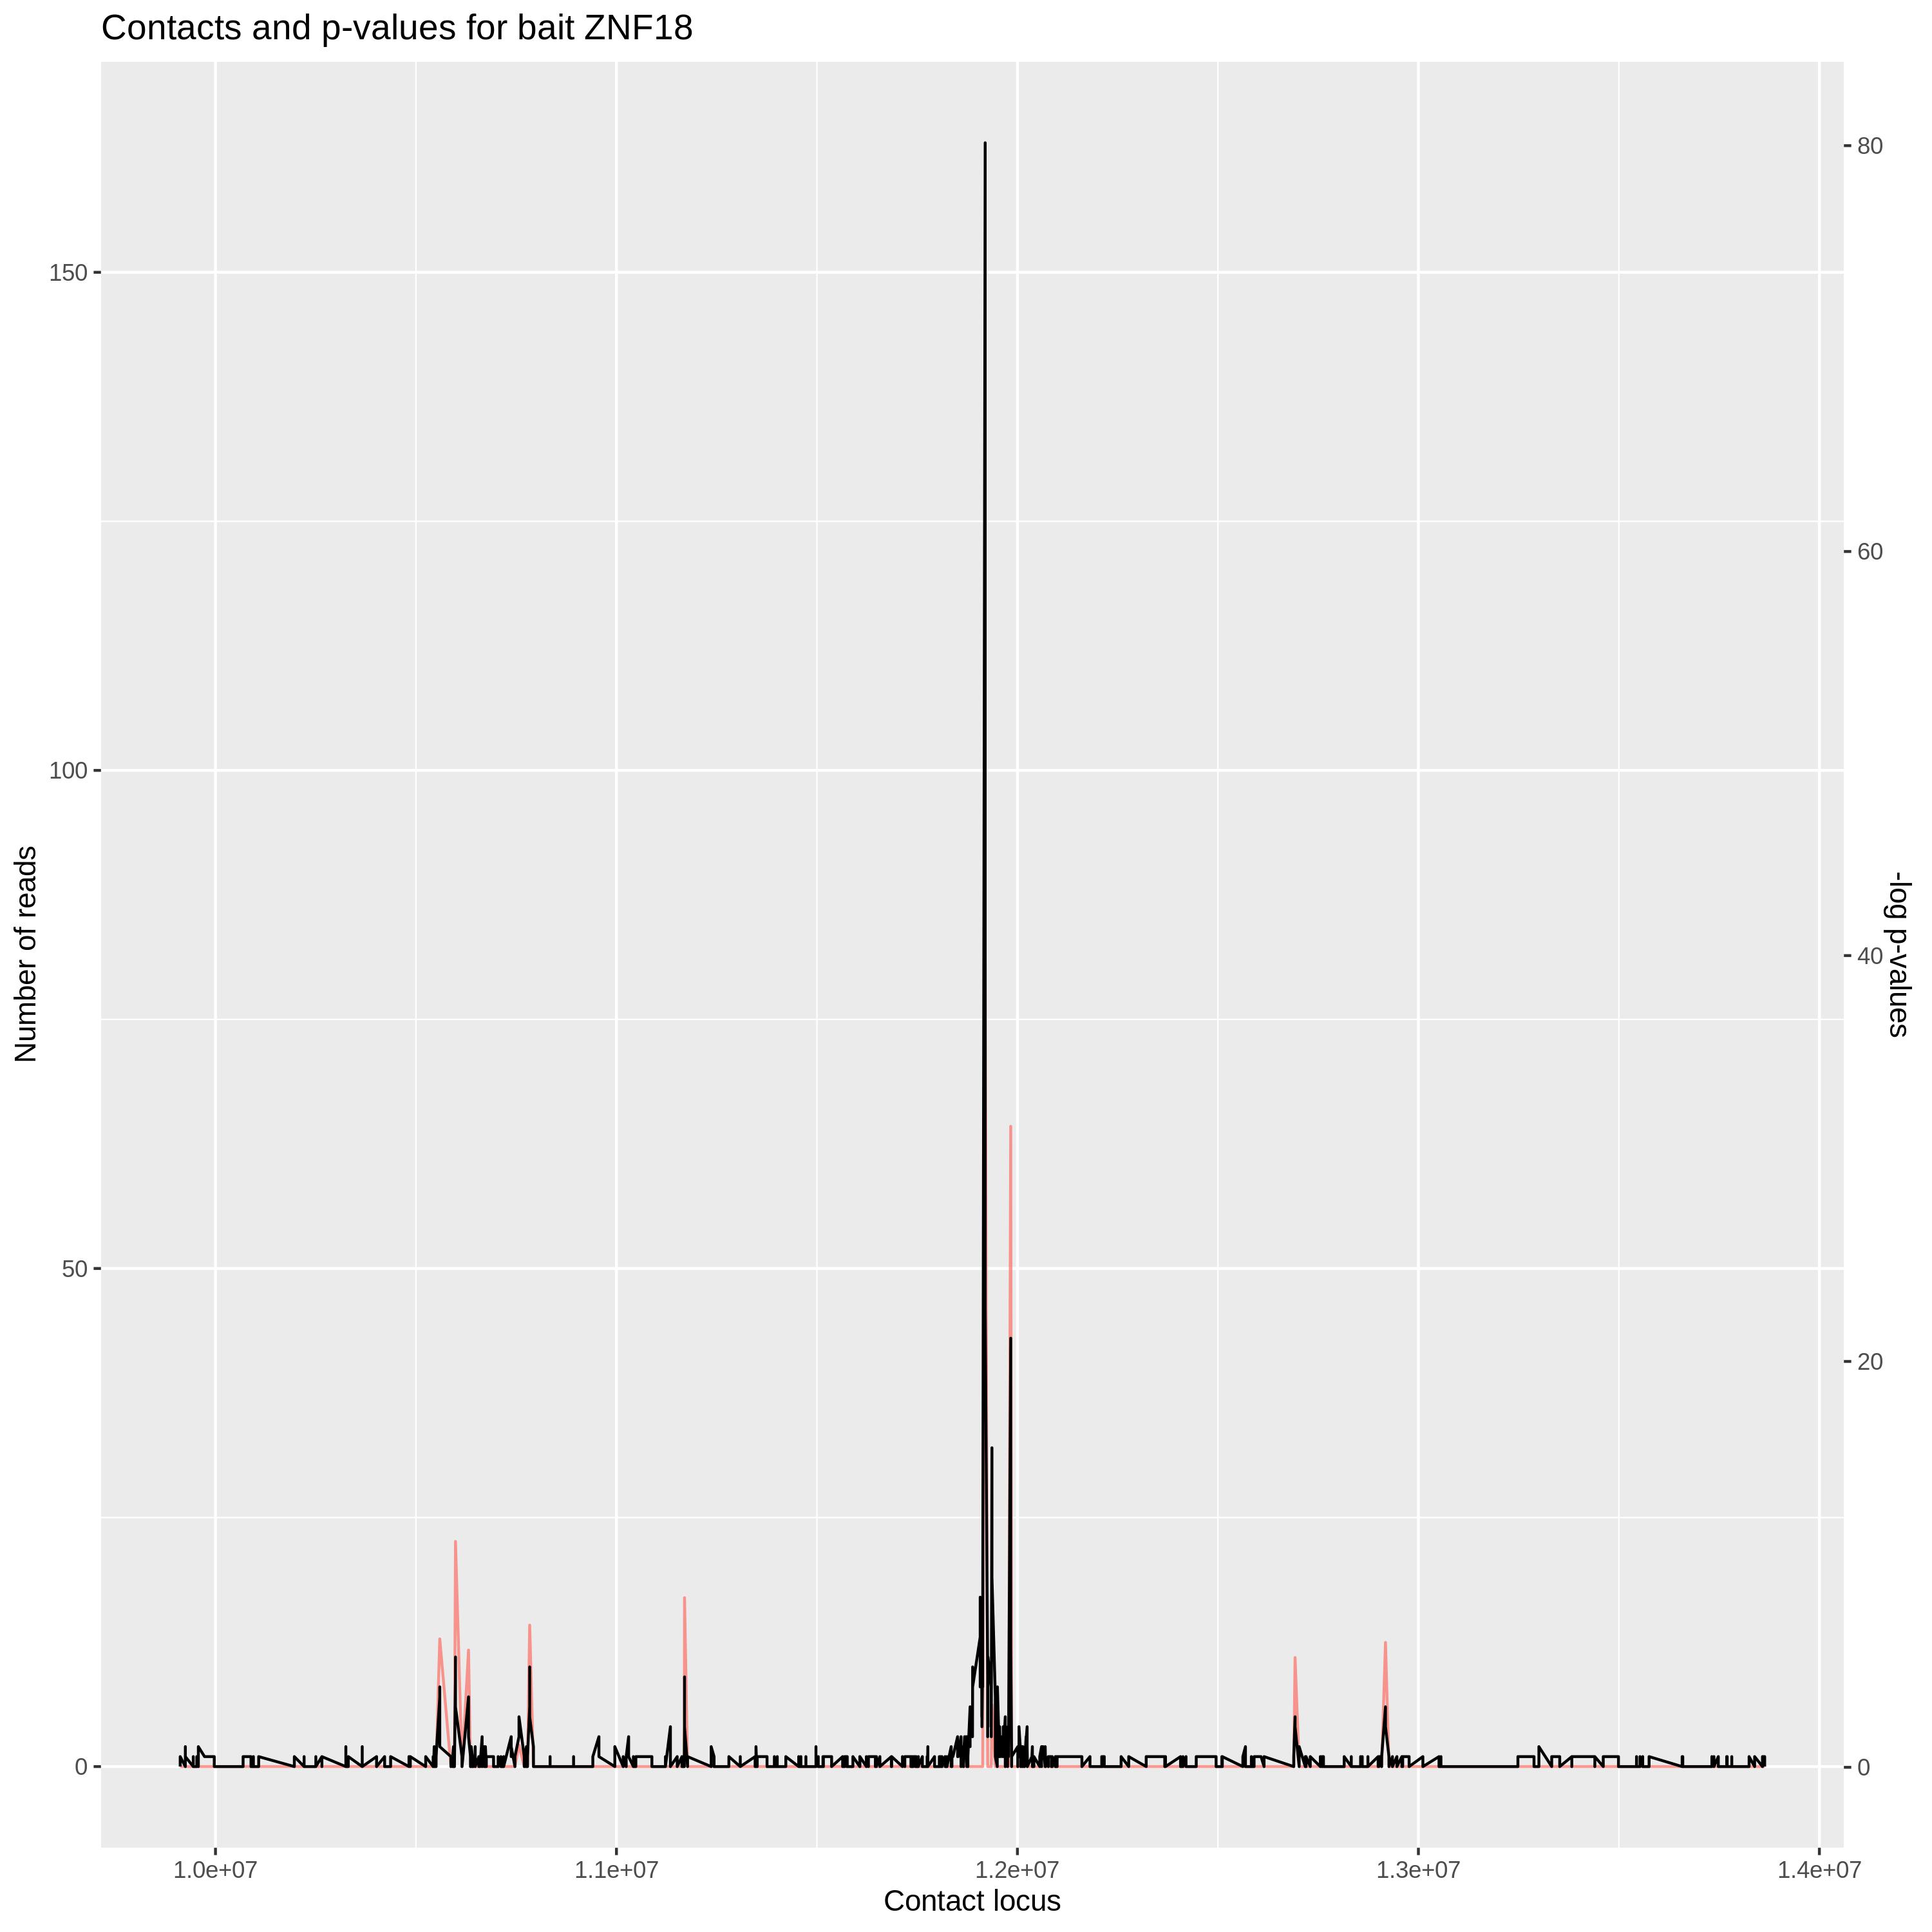 Contacts and p-values for bait ZNF18
150
100
50
0
Number of reads
80
60
40
20
0
-log p-values
1.0e+07 1.1e+07 1.2e+07 1.3e+07 1.4e+07
Contact locus